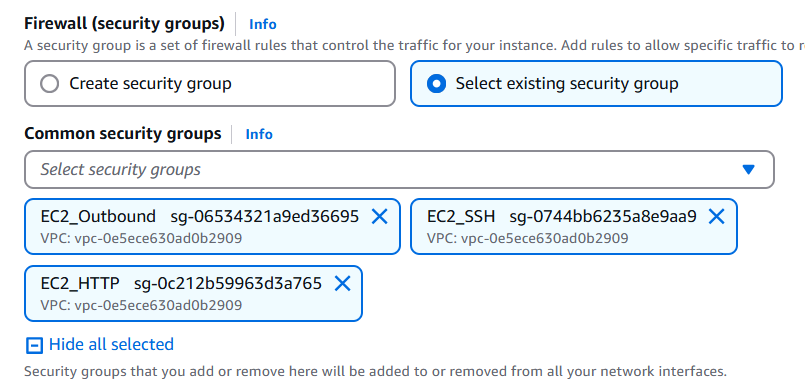 Firewall (security groups) Info
A security group is a set of firewall rules that control the traffic for your instance. Add rules to allow specific traffic to
Create security group Select existing security group
Common security groups Info
Select security groups
EC2_Outbound sg-06534321a9ed36695 EC2_SSH sg-0744bb6235a8e9aa9
VPC: vpc-0e5ece630ad0b2909 VPC: vpc-0e5ece630ad0b2909
EC2_HTTP sg-0c212b59963d3a765
VPC: vpc-0e5ece630ad0b2909
Hide all selected
Security groups that you add or remove here will be added to or removed from all your network interfaces.